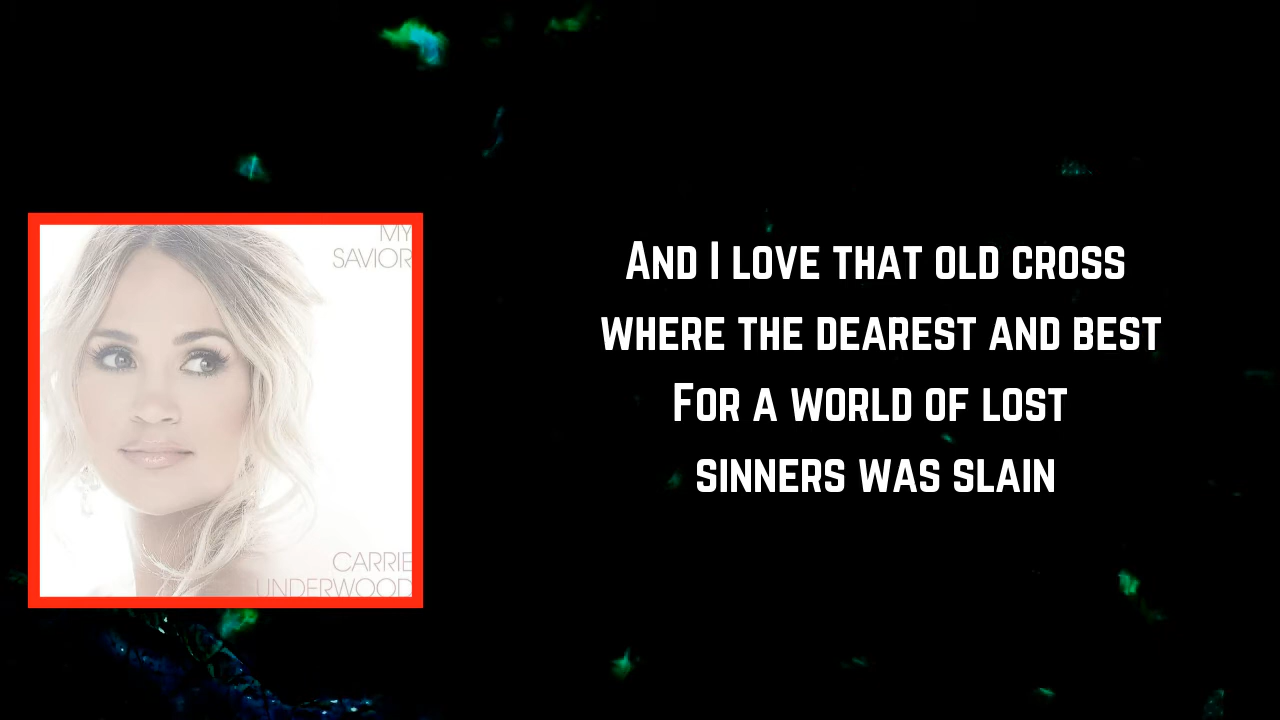 MY
SAVIOR
CARRIE
UNDERWOOD
And I love that old cross
where the dearest and best
For a world of lost
sinners was slain